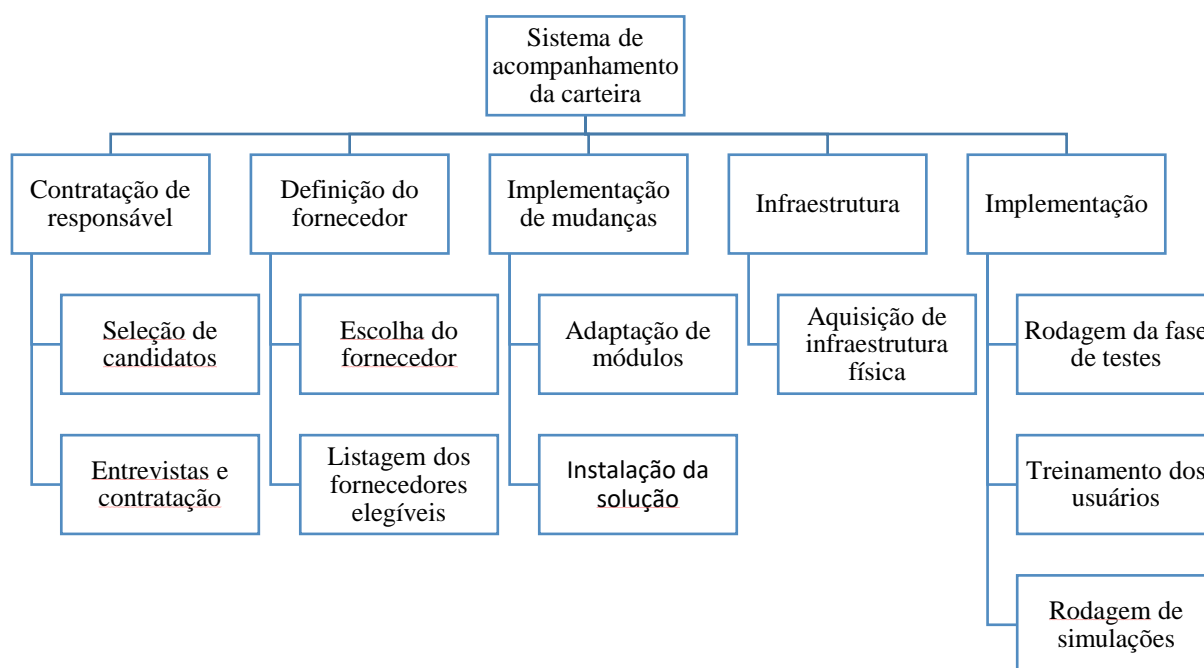 Sistema de
acompanhamento
da carteira
Contratação de
responsável
Definição do
fornecedor
Implementação
de mudanças
Infraestrutura
Implementação
Seleção de
candidatos
Escolha do
fornecedor
Adaptação de
módulos
Aquisição de
infraestrutura
física
Rodagem da fase
de testes
Entrevistas e
contratação
Listagem dos
fornecedores
elegíveis
Instalação da
solução
Treinamento dos
usuários
Rodagem de
simulações